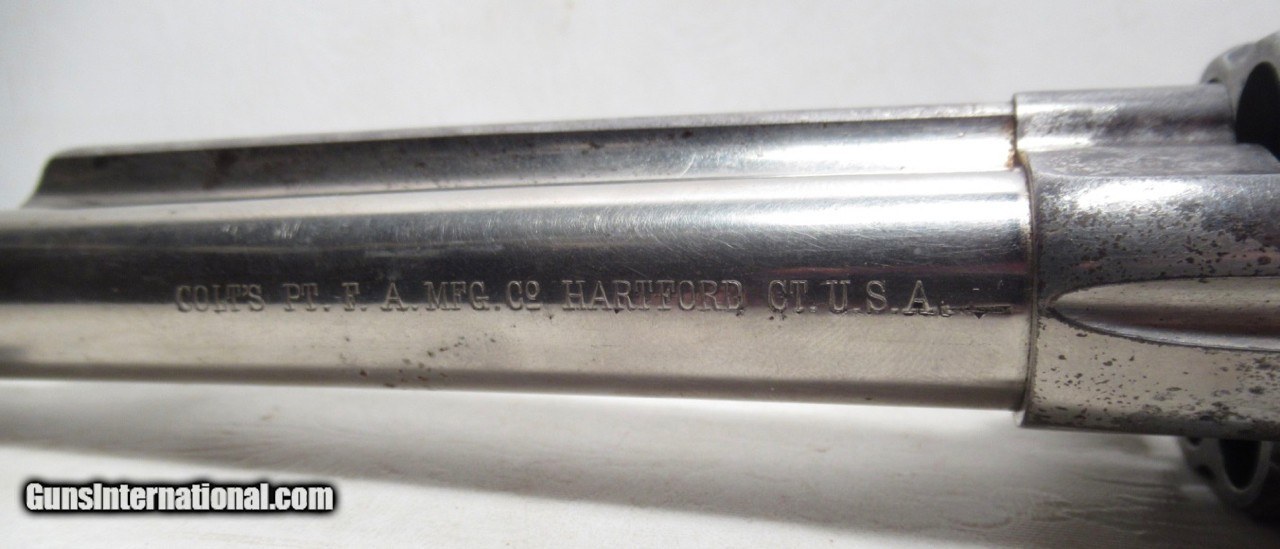 COLT'S PT. F. A. MFG. Cº HARTFORD CT. U.S.A.
GunsInternational.com